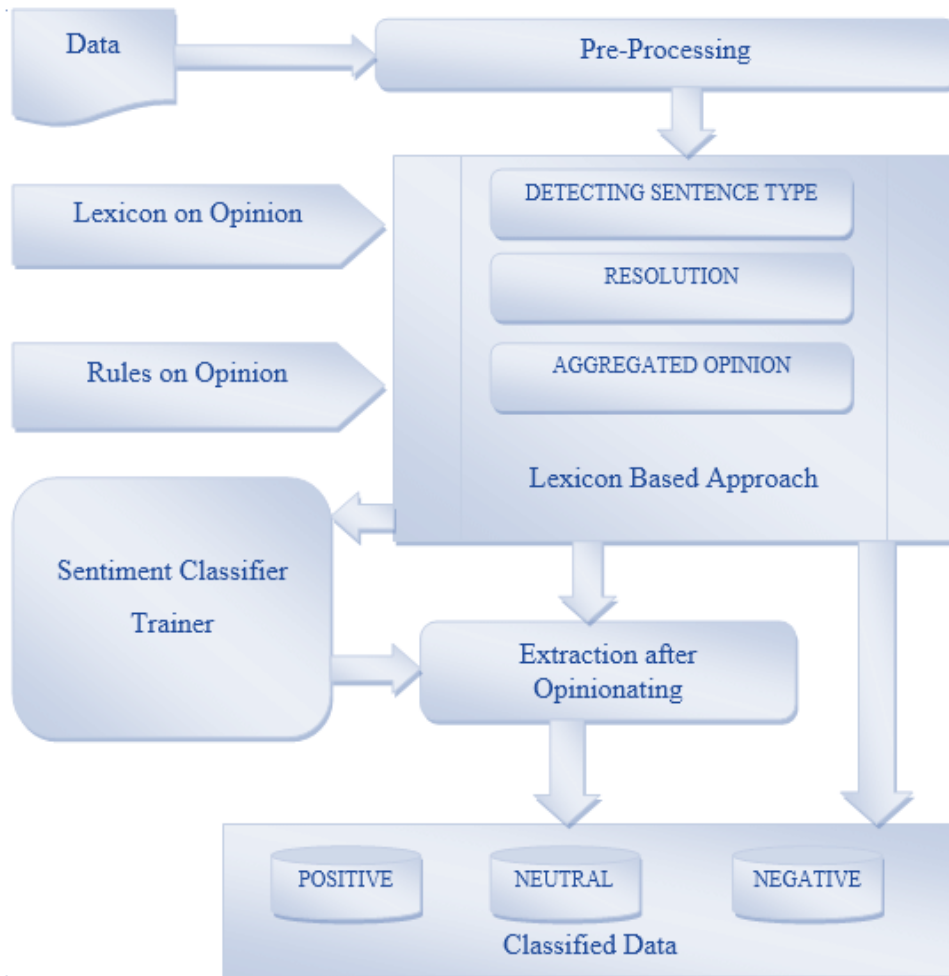 Data
Pre-Processing
Lexicon on Opinion
DETECTING SENTENCE TYPE
RESOLUTION
Rules on Opinion
AGGREGATED OPINION
Lexicon Based Approach
Sentiment Classifier
Trainer
Extraction after
Opinionating
POSITIVE
NEUTRAL
NEGATIVE
Classified Data